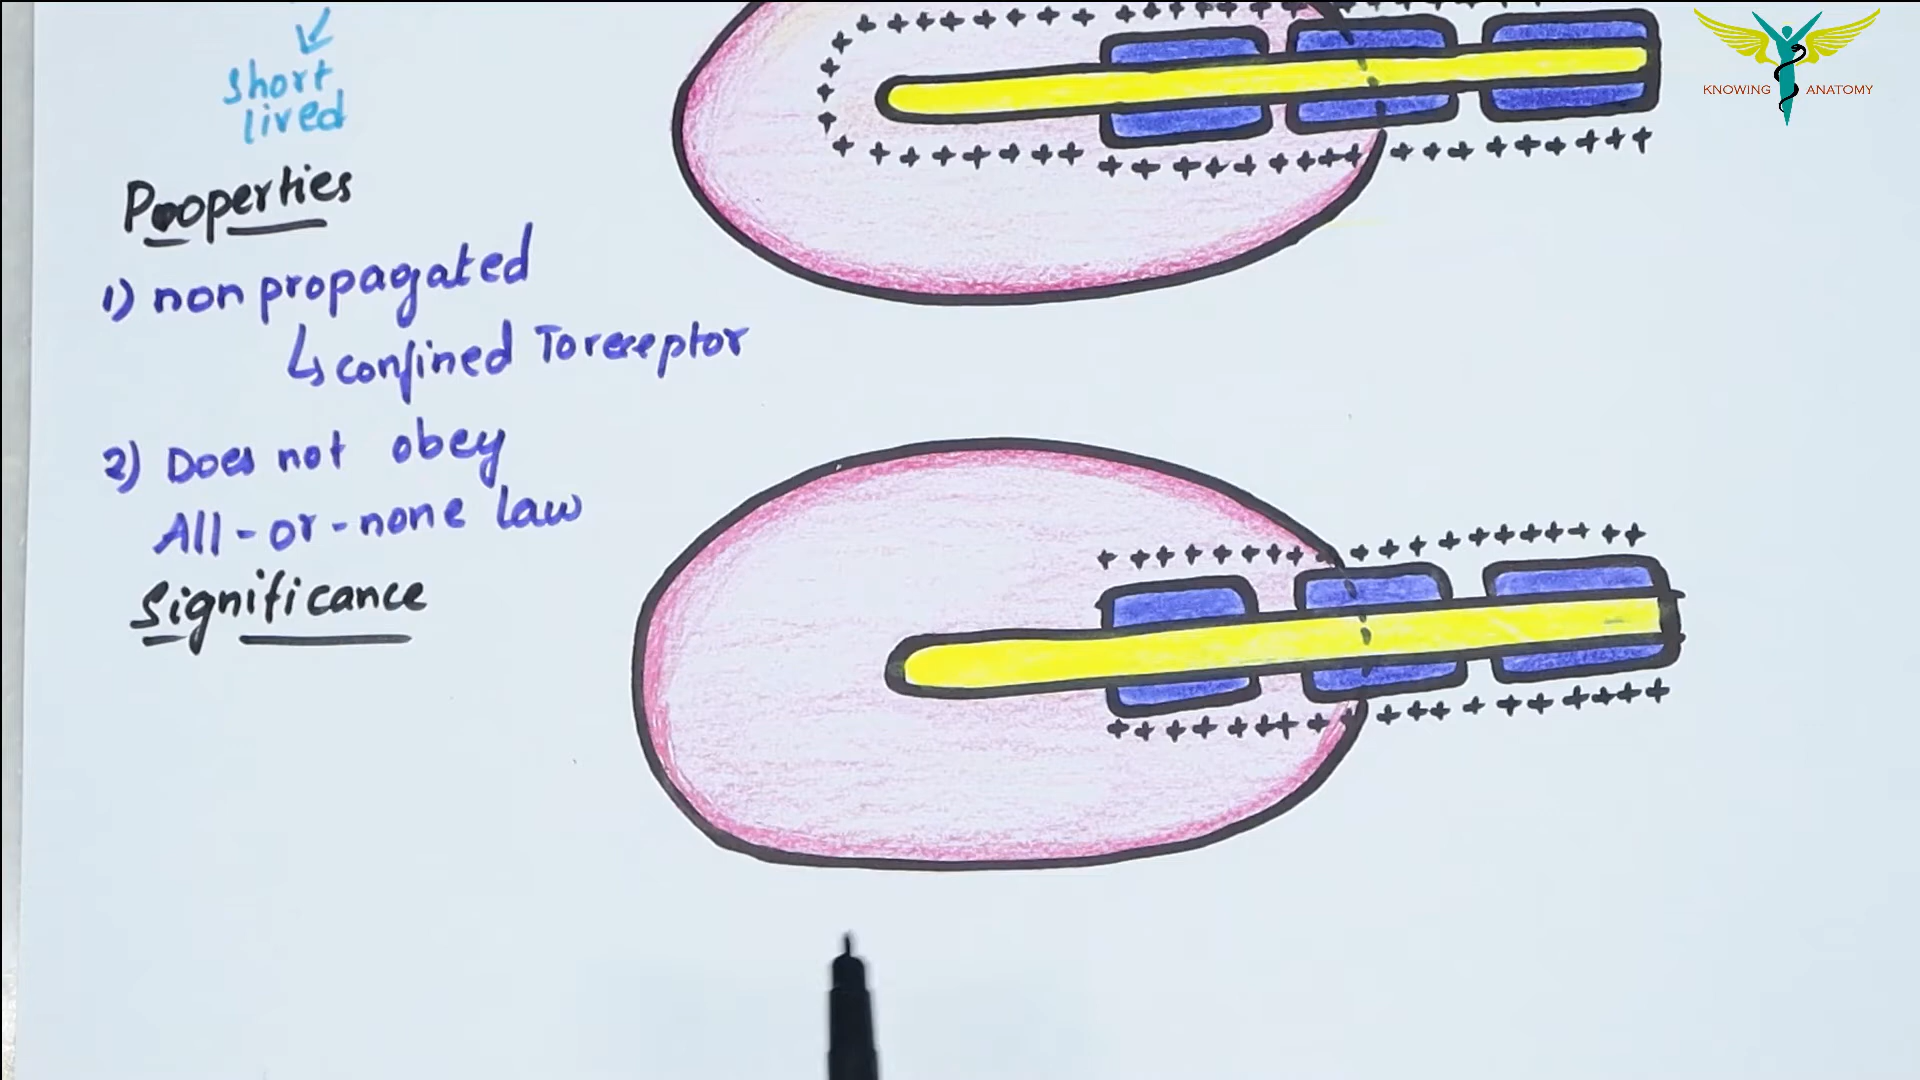 short
lived
Properties
1) non propagated
↳ confined To receptor
2) Does not obey
All-or-none law
Significance
KNOWING ANATOMY